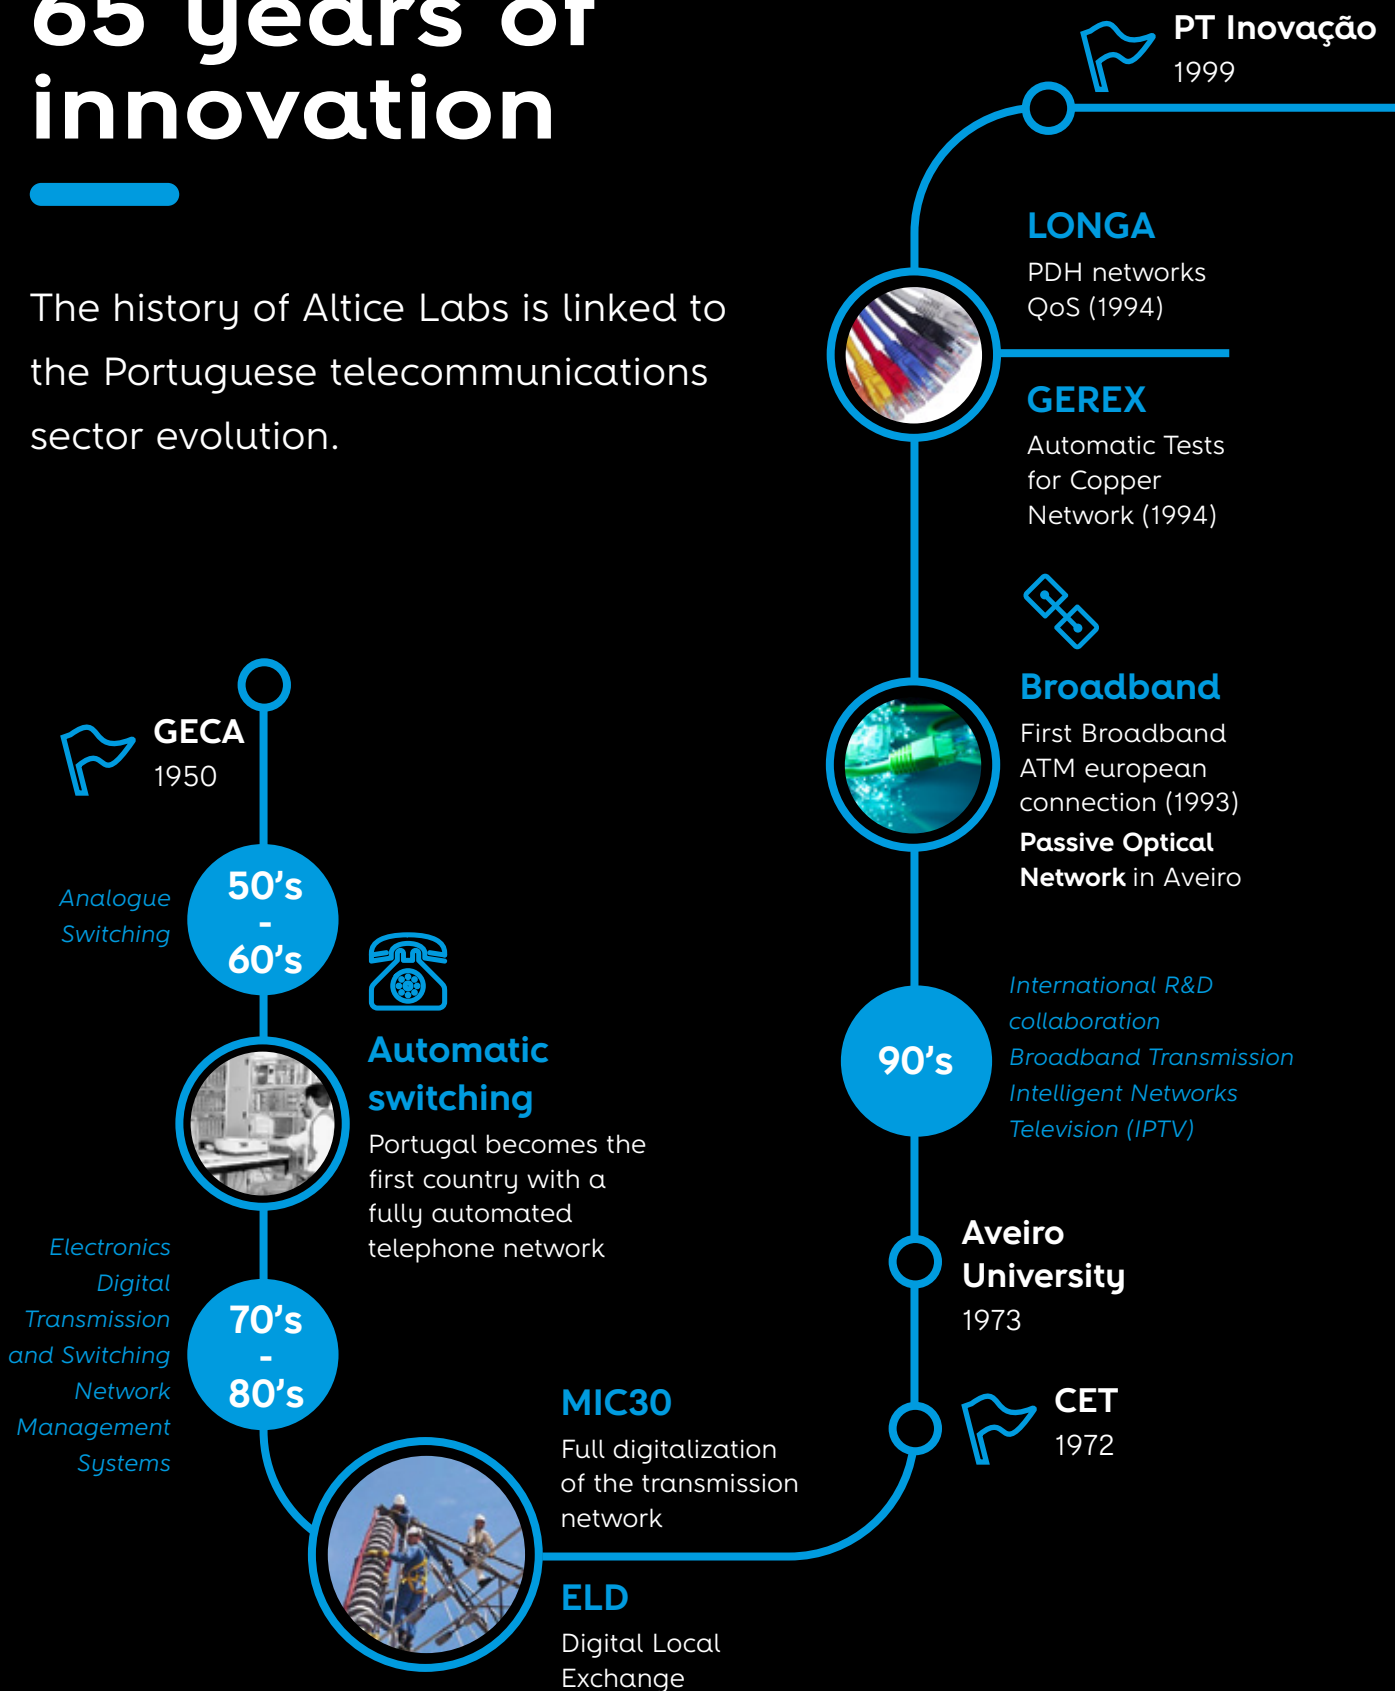 65 years of
innovation
The history of Altice Labs is linked to
the Portuguese telecommunications
sector evolution.
GECA
1950
Analogue
Switching
50's
-
60's
Automatic
switching
Portugal becomes the
first country with a
fully automated
telephone network
Electronics
Digital
Transmission
and Switching
Network
Management
Systems
70's
-
80's
MIC30
Full digitalization
of the transmission
network
ELD
Digital Local
Exchange
CET
1972
Aveiro
University
1973
90's
International R&D
collaboration
Broadband Transmission
Intelligent Networks
Television (IPTV)
Broadband
First Broadband
ATM european
connection (1993)
Passive Optical
Network in Aveiro
LONGA
PDH networks
QoS (1994)
GEREX
Automatic Tests
for Copper
Network (1994)
PT Inovação
1999